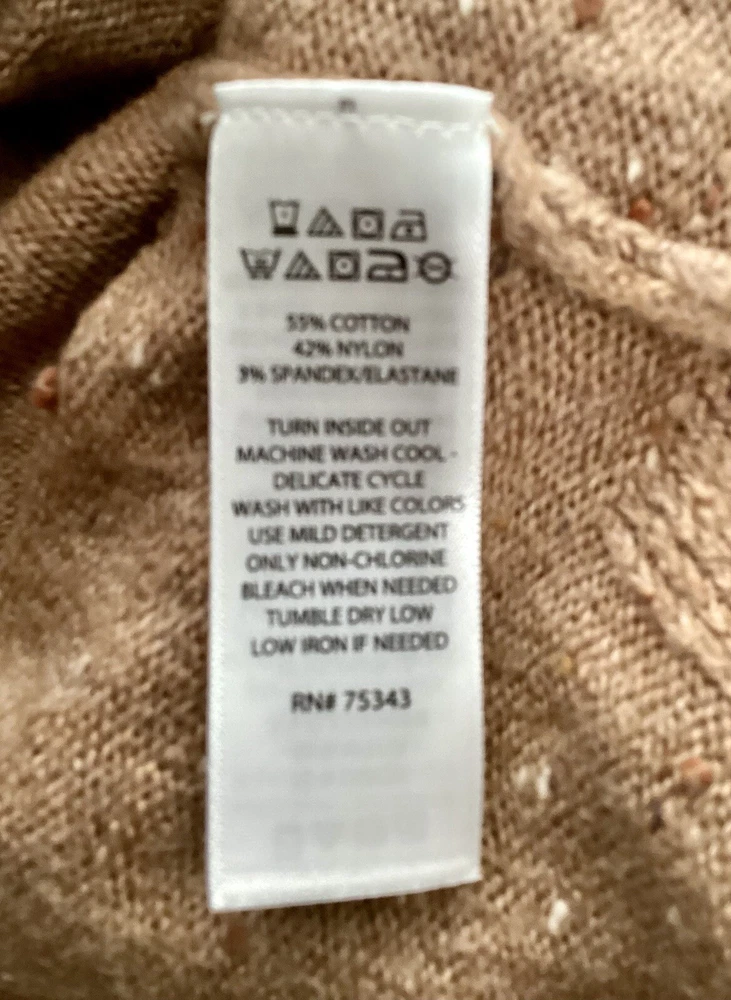 55% COTTON
42% NYLON
3% SPANDEX/ELASTANE
TURN INSIDE OUT
MACHINE WASH COOL -
DELICATE CYCLE
WASH WITH LIKE COLORS
USE MILD DETERGENT
ONLY NON-CHLORINE
BLEACH WHEN NEEDED
TUMBLE DRY LOW
LOW IRON IF NEEDED
RN# 75343